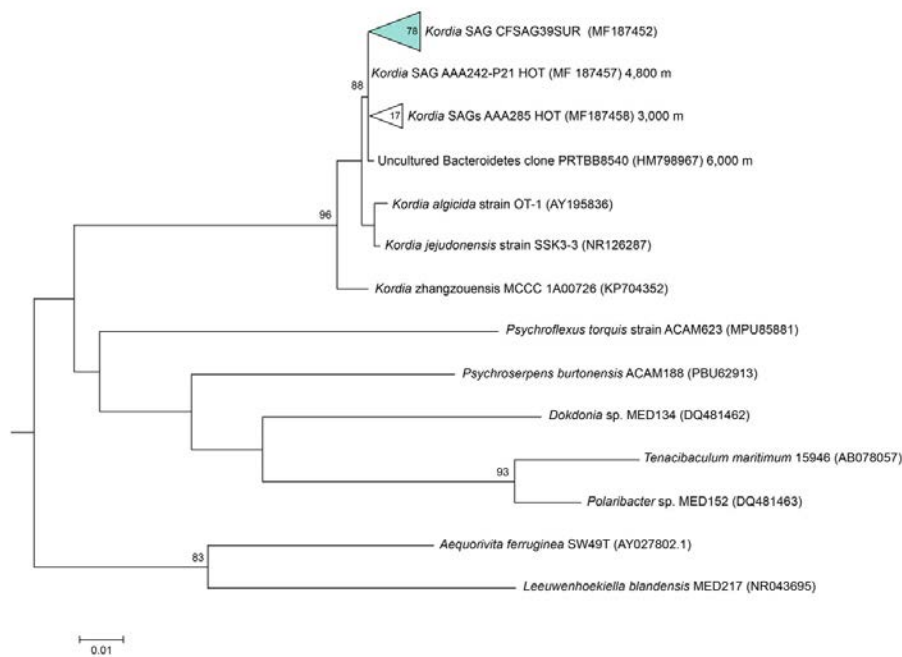 78 Kordia SAG CFSAG39SUR (MF187452)
Kordia SAG AAA242-P21 HOT (MF 187457) 4,800 m
88
17 Kordia SAGs AAA285 HOT (MF187458) 3,000 m
Uncultured Bacteroidetes clone PRTBB8540 (HM798967) 6,000 m
Kordia algicida strain OT-1 (AY195836)
96
Kordia jejudonensis strain SSK3-3 (NR126287)
Kordia zhangzouensis MCCC 1A00726 (KP704352)
Psychroflexus torquis strain ACAM623 (MPU85881)
Psychroserpens burtonensis ACAM188 (PBU62913)
Dokdonia sp. MED134 (DQ481462)
Tenacibaculum maritimum 15946 (AB078057)
93
Polaribacter sp. MED152 (DQ481463)
Aequorivita ferruginea SW49T (AY027802.1)
83
Leeuwenhoekiella blandensis MED217 (NR043695)
0.01